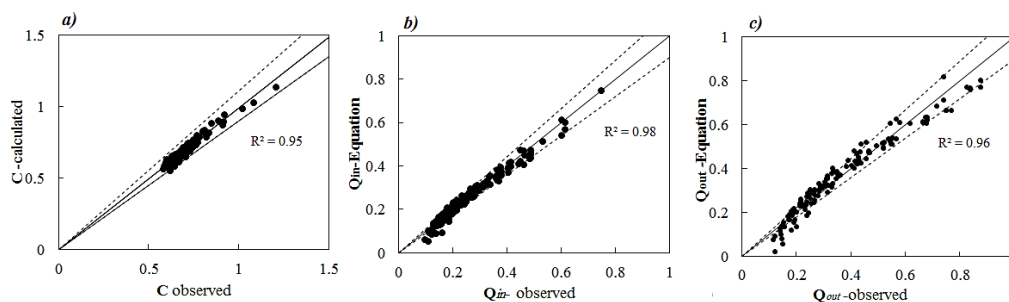 a)
1.5
1
0.5
0
0
0.5
1
1.5
C -calculated
C observed
R² = 0.95
b)
1
0.8
0.6
0.4
0.2
0
0
0.2
0.4
0.6
0.8
1
Qin-Equation
Qin- observed
R² = 0.98
c)
1
0.8
0.6
0.4
0.2
0
0
0.2
0.4
0.6
0.8
Qout -Equation
Qout -observed
R² = 0.96